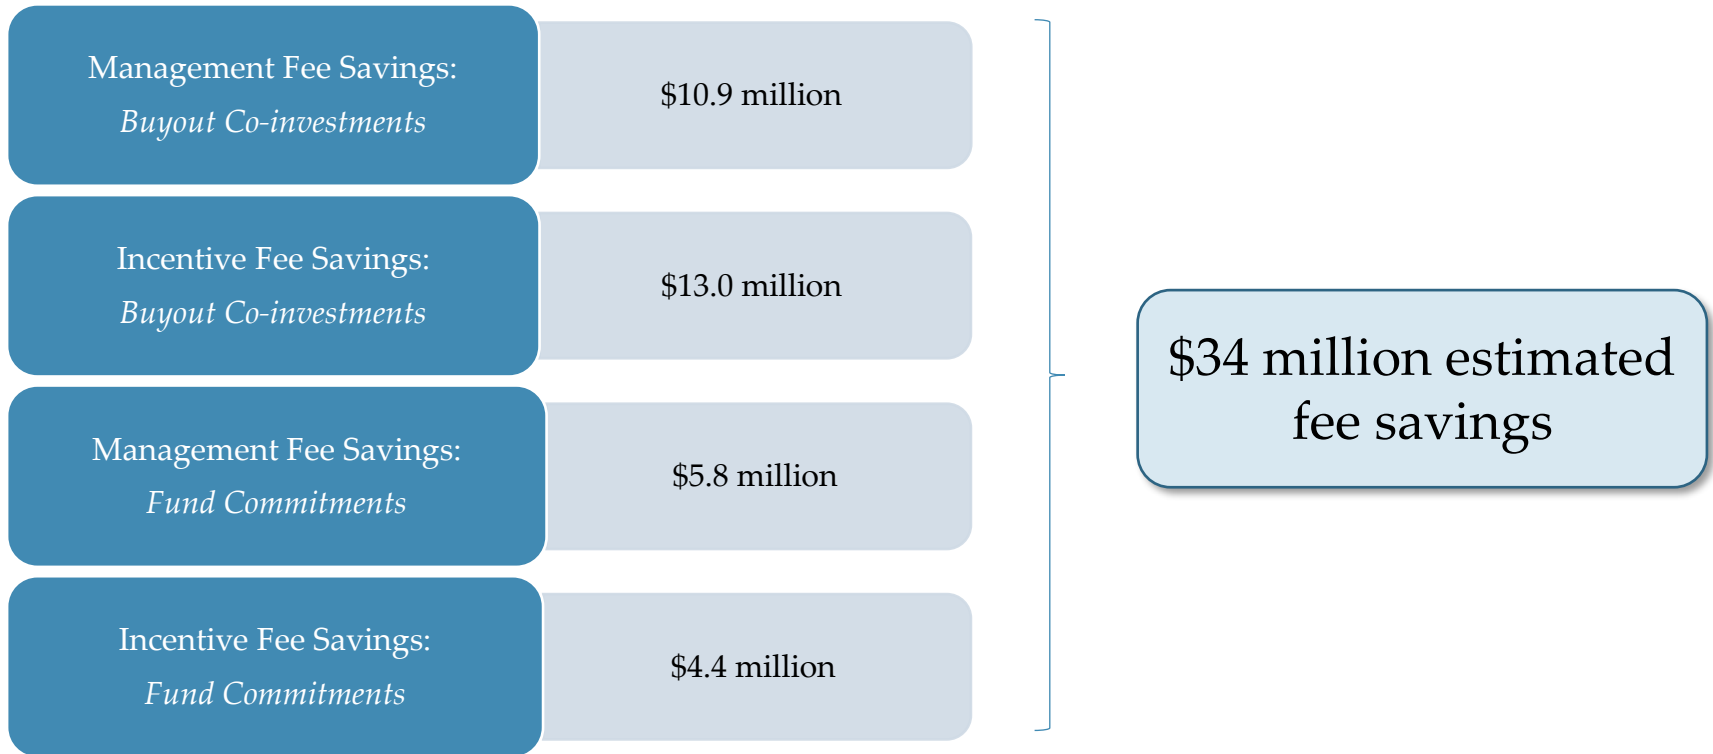 Management Fee Savings:
Buyout Co-investments
$10.9 million
Incentive Fee Savings:
Buyout Co-investments
$13.0 million
Management Fee Savings:
Fund Commitments
$5.8 million
Incentive Fee Savings:
Fund Commitments
$4.4 million
$34 million estimated
fee savings